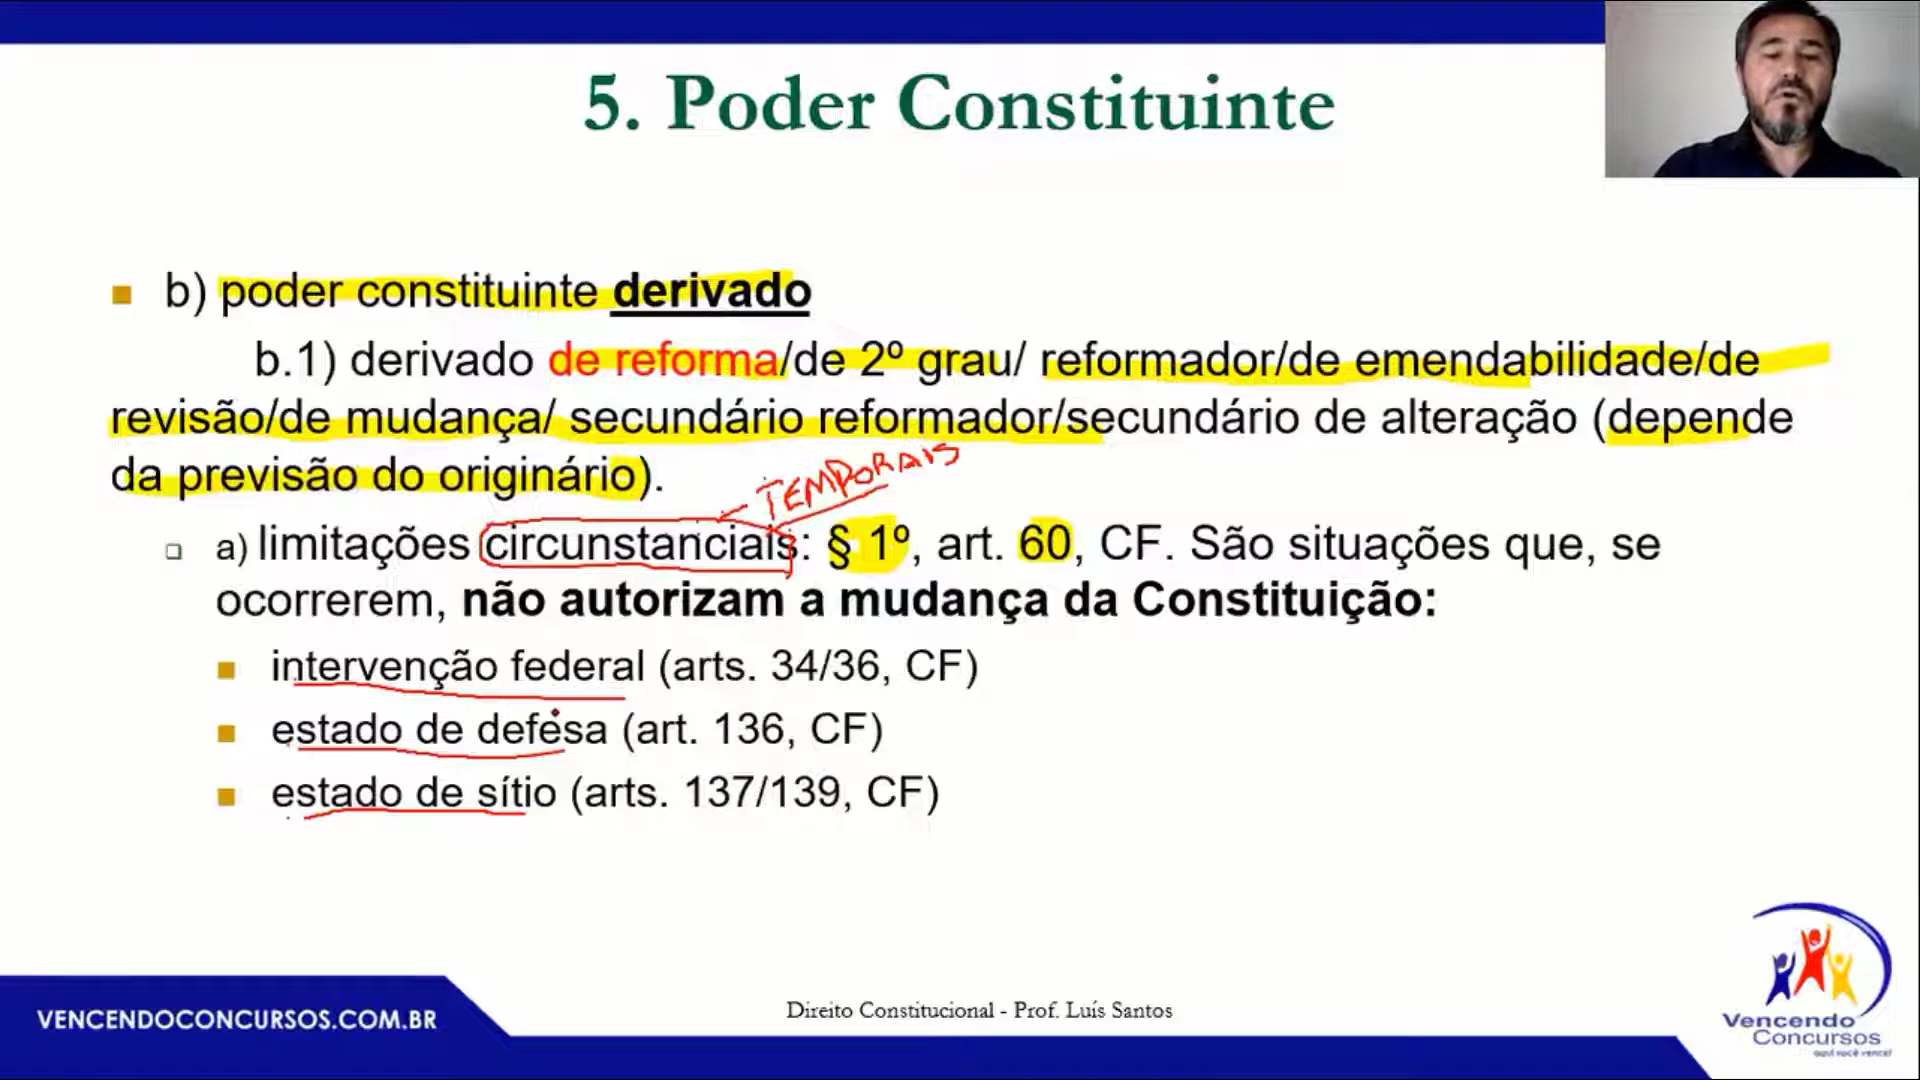 5. Poder Constituinte
b) poder constituinte derivado
b.1) derivado de reforma/de 2º grau/ reformador/de emendabilidade/de
revisão/de mudança/ secundário reformador/secundário de alteração (depende
da previsão do originário).
TEMPORAIS
a) limitações circunstanciais: § 1º, art. 60, CF. São situações que, se
ocorrerem, não autorizam a mudança da Constituição:
intervenção federal (arts. 34/36, CF)
estado de defesa (art. 136, CF)
estado de sítio (arts. 137/139, CF)
VENCENDOCONCURSOS.COM.BR
Direito Constitucional - Prof. Luís Santos
Vencendo
Concursos
aqui você vence!